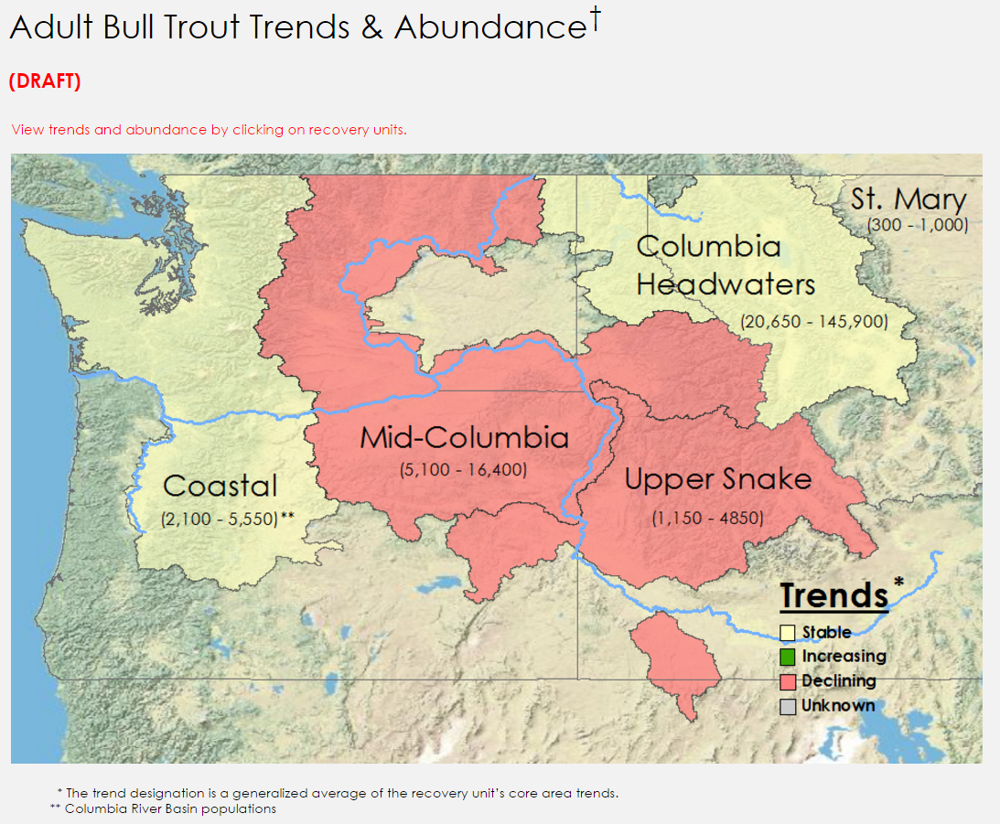 Adult Bull Trout Trends & Abundance†
(DRAFT)
View trends and abundance by clicking on recovery units.
St. Mary
(300 - 1,000)
Columbia
Headwaters
(20,650 - 145,900)
Mid-Columbia
(5,100 - 16,400)
Upper Snake
(1,150 - 4850)
Coastal
(2,100 - 5,550)**
Trends*
Stable
Increasing
Declining
Unknown
* The trend designation is a generalized average of the recovery unit's core area trends.
** Columbia River Basin populations